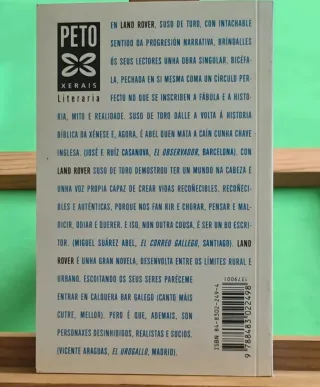 PETO
XERAIS
Literaria
EN LAND ROVER, SUSO DE TORO, CON INTACHABLE
SENTIDO DA PROGRESIÓN NARRATIVA, BRÍNDALLES
ÓS SEUS LECTORES UNHA OBRA SINGULAR, BICÉFA-
LA, PECHADA EN SI MESMA COMA UN CÍRCULO PER-
FECTO NO QUE SE INSCRIBEN A FÁBULA E A HISTO-
RIA, MITO E REALIDADE. SUSO DE TORO DÁLLE A VOLTA Á HISTORIA
BÍBLICA DA XÉNESE E, AGORA, É ABEL QUEN MATA A CAÍN CUNHA CHAVE
INGLESA. (JOSÉ E RUÍZ CASANOVA, EL OBSERVADOR, BARCELONA). CON
LAND ROVER SUSO DE TORO DEMOSTROU TER UN MUNDO NA CABEZA E
UNHA VOZ PROPIA CAPAZ DE CREAR VIDAS RECOÑECIBLES. RECOÑECI-
BLES E AUTÉNTICAS, PORQUE NOS FAN RIR E CHORAR, PENSAR E MAL-
DICIR, ODIAR E QUERER. E ISO, NON OUTRA COUSA, É SER UN BO ESCRI-
TOR. (MIGUEL SUÁREZ ABEL, EL CORREO GALLEGO, SANTIAGO). LAND
ROVER É UNHA GRAN NOVELA, DESENVOLTA ENTRE OS LÍMITES RURAL E
URBANO. ESCOITANDO OS SEUS SERES PARÉCEME
ENTRAR EN CALQUERA BAR GALEGO (CANTO MÁIS
CUTRE, MELLOR). PERO É QUE, ADEMAIS, SON
PERSONAXES DESINHIBIDOS, REALISTAS E SUCIOS.
(VICENTE ARAGUAS, EL UROGALLO, MADRID).
1379001
ISBN 84-8302-249-4
9 788483 022498